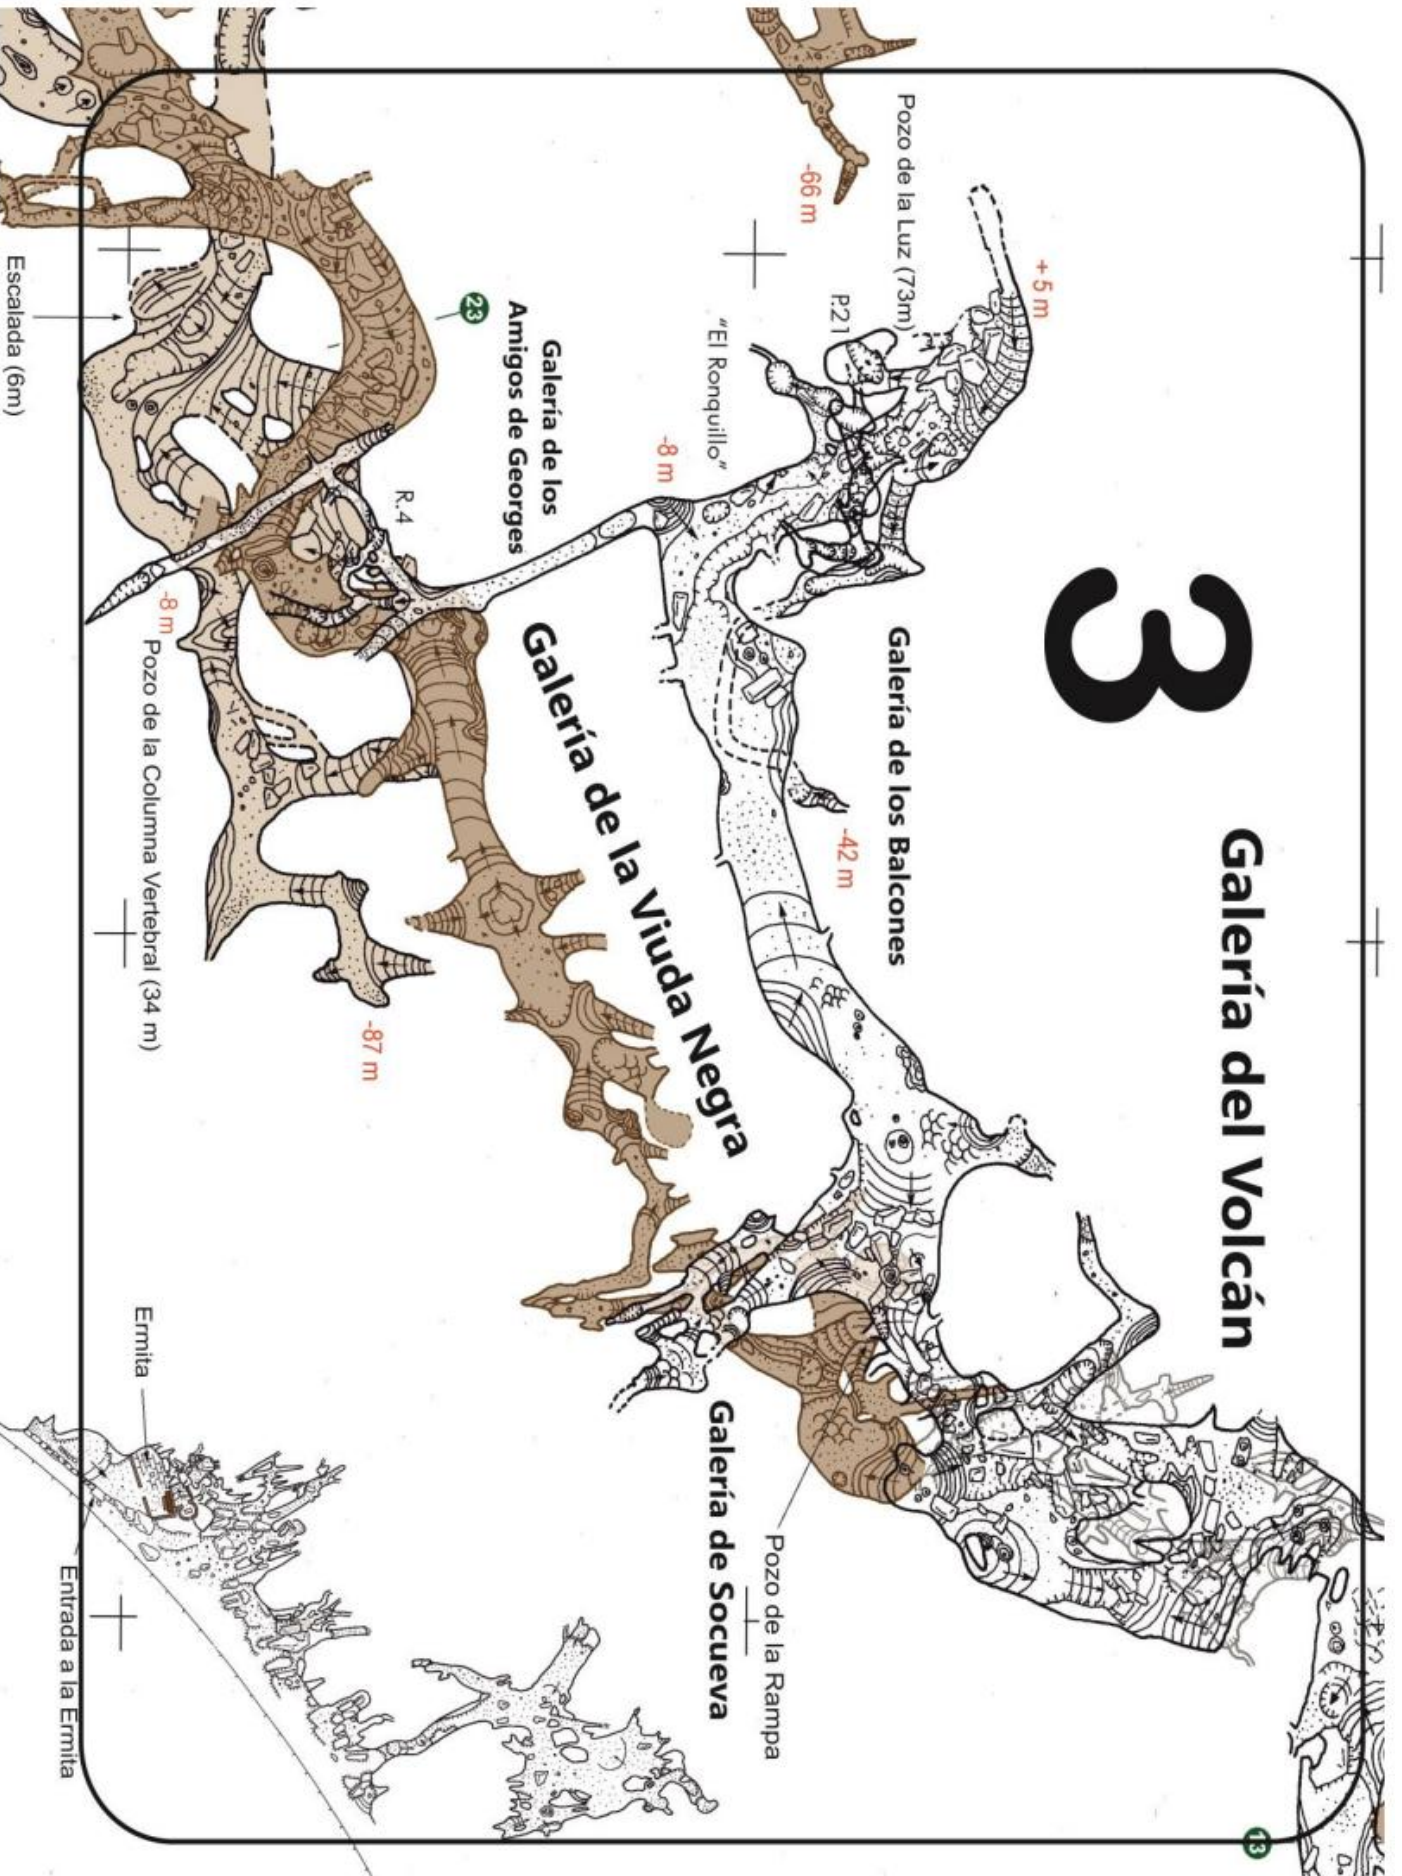 3
Galería del Volcán
+ 5 m
Pozo de la Luz (73m)
-66 m
P.21
"El Ronquillo"
-8 m
Galería de los Balcones
-42 m
Galería de los
Amigos de Georges
23
R.4
Galería de la Viuda Negra
Escalada (6m)
-8 m
Pozo de la Columna Vertebral (34 m)
-87 m
Galería de Socueva
Pozo de la Rampa
Ermita
Entrada a la Ermita
13